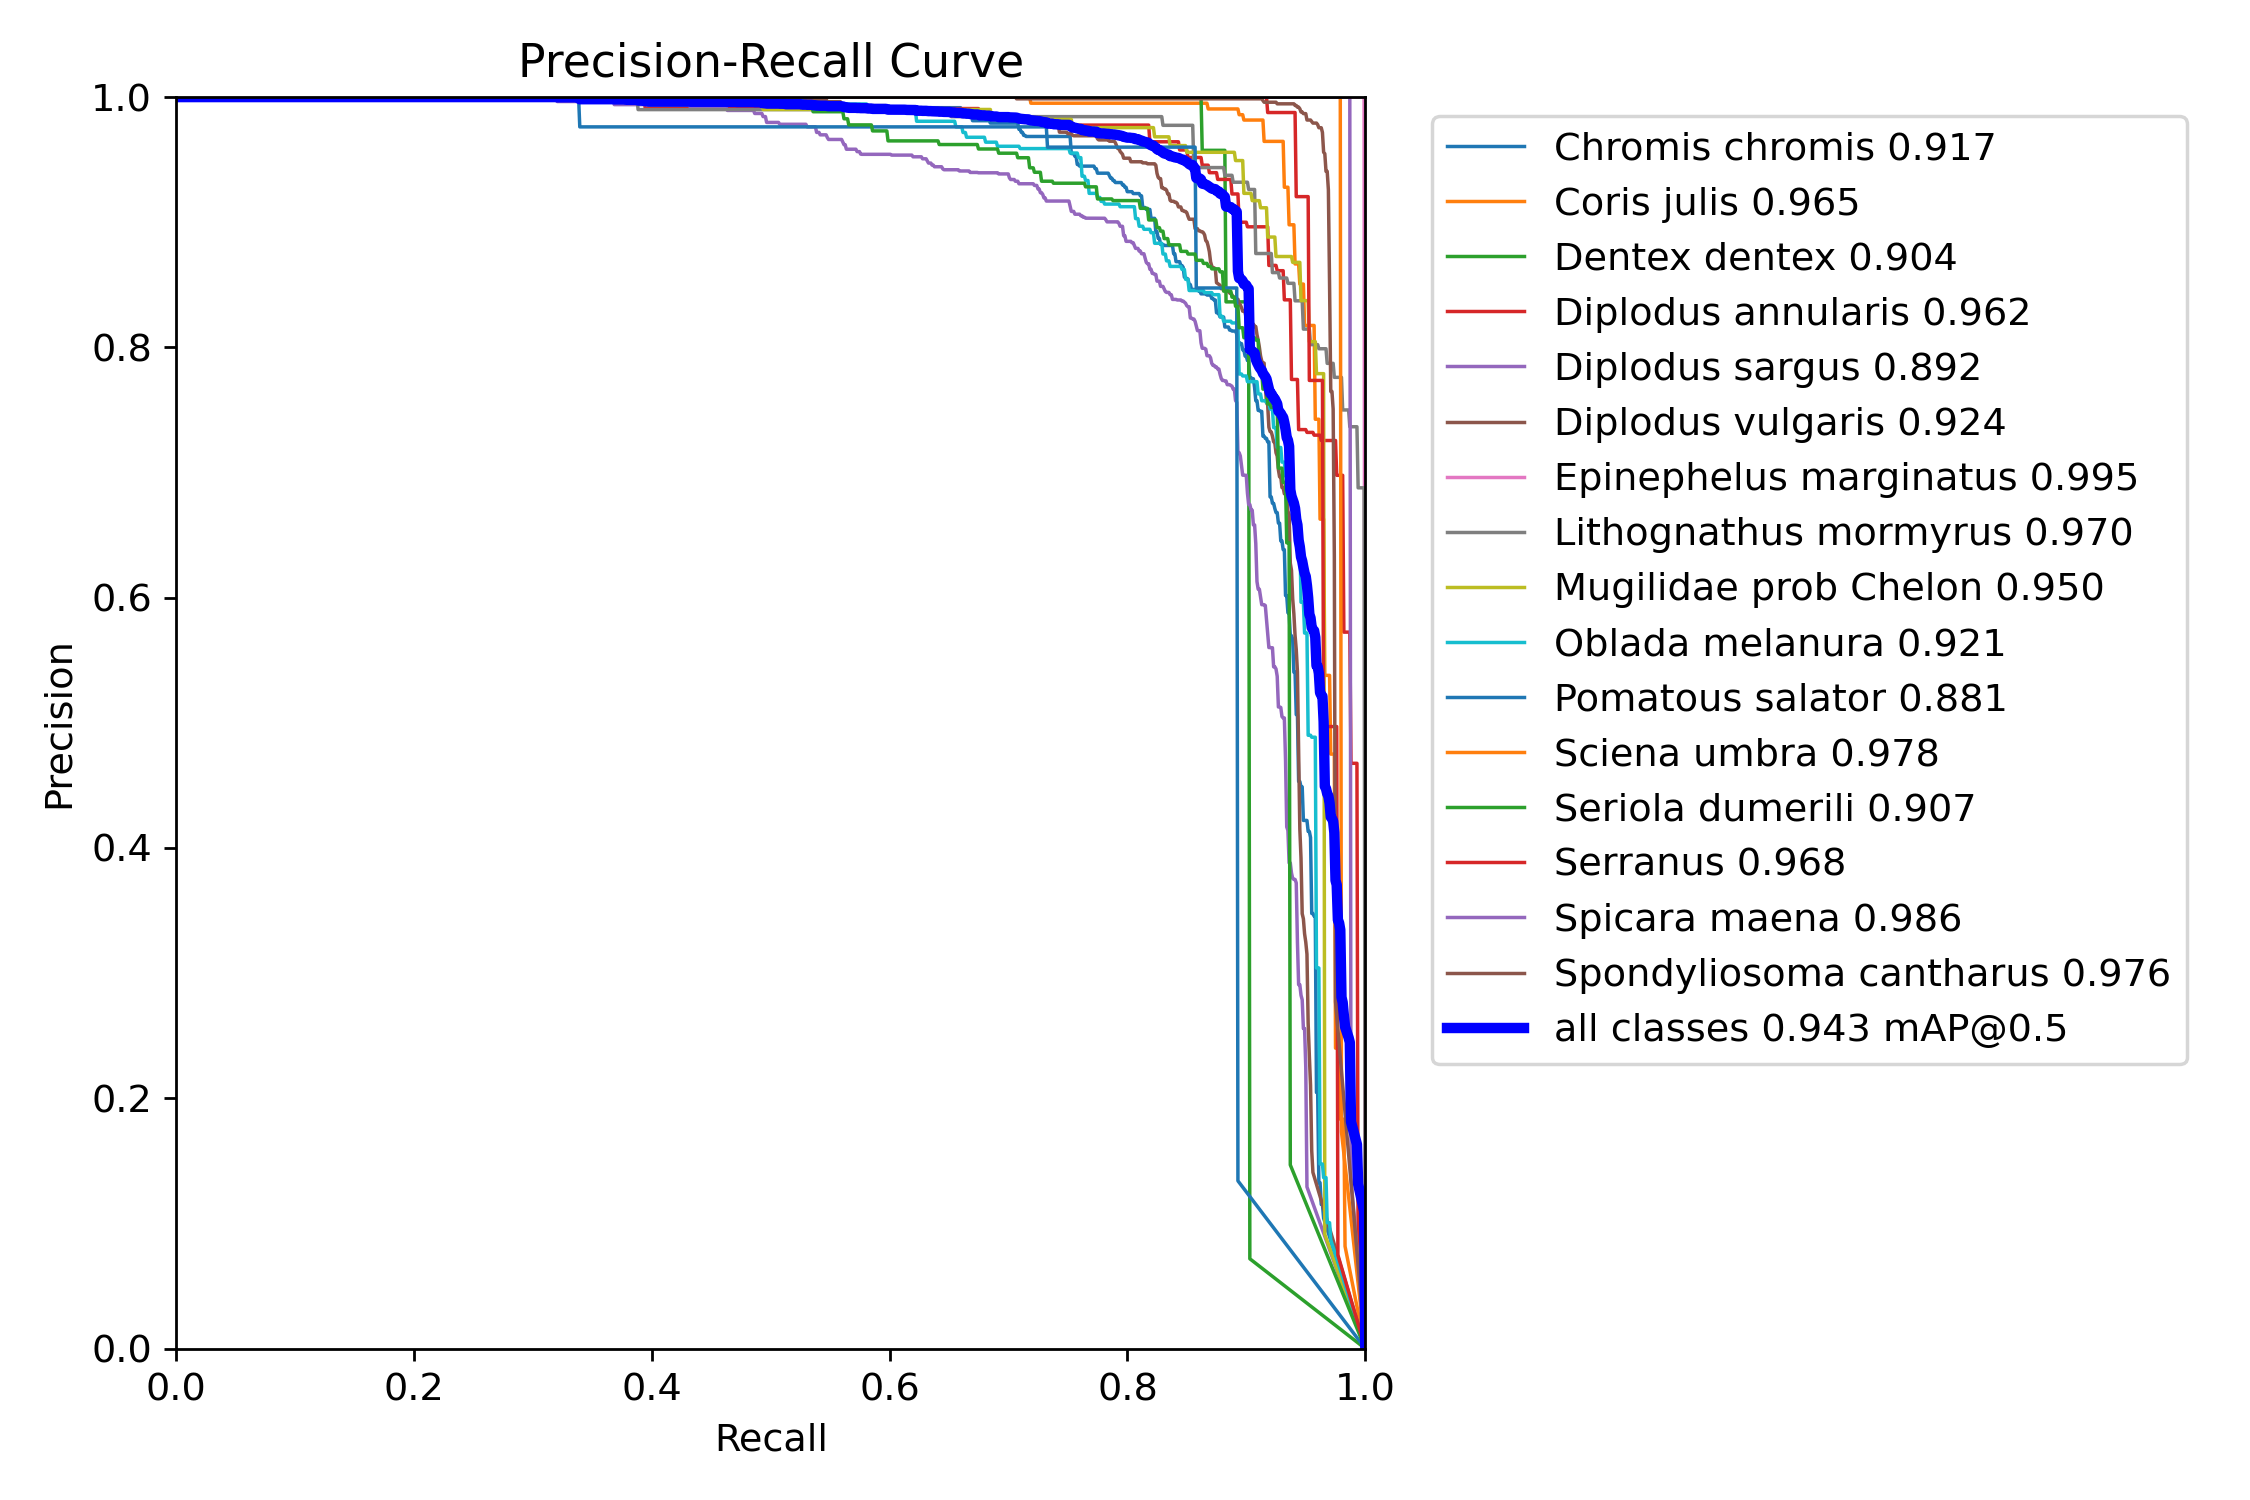 Precision-Recall Curve
1.0
0.8
0.6
0.4
0.2
0.0
Precision
0.0 0.2 0.4 0.6 0.8 1.0
Recall
Chromis chromis 0.917
Coris julis 0.965
Dentex dentex 0.904
Diplodus annularis 0.962
Diplodus sargus 0.892
Diplodus vulgaris 0.924
Epinephelus marginatus 0.995
Lithognathus mormyrus 0.970
Mugilidae prob Chelon 0.950
Oblada melanura 0.921
Pomatous salator 0.881
Sciena umbra 0.978
Seriola dumerili 0.907
Serranus 0.968
Spicara maena 0.986
Spondyliosoma cantharus 0.976
all classes 0.943 mAP@0.5